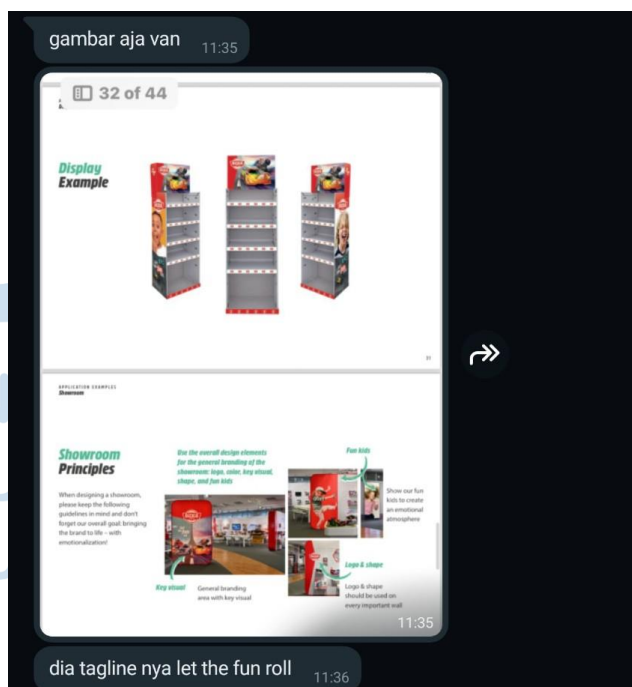 gambar aja van
11:35
32 of 44
Display
Example
APPLICATION EXAMPLES
Showroom
Showroom
Principles
When designing a showroom,
please keep the following
guidelines in mind and don't
forget our overall goal: bringing
the brand to life – with
emotionalization!
Use the overall design elements
for the general branding of the
showroom: logo, color, key visual,
shape, and fun kids
Key visual
General branding
area with key visual
Fun kids
Show our fun
kids to create
an emotional
atmosphere
Logo & shape
Logo & shape
should be used on
every important wall
11:35
dia tagline nya let the fun roll
11:36